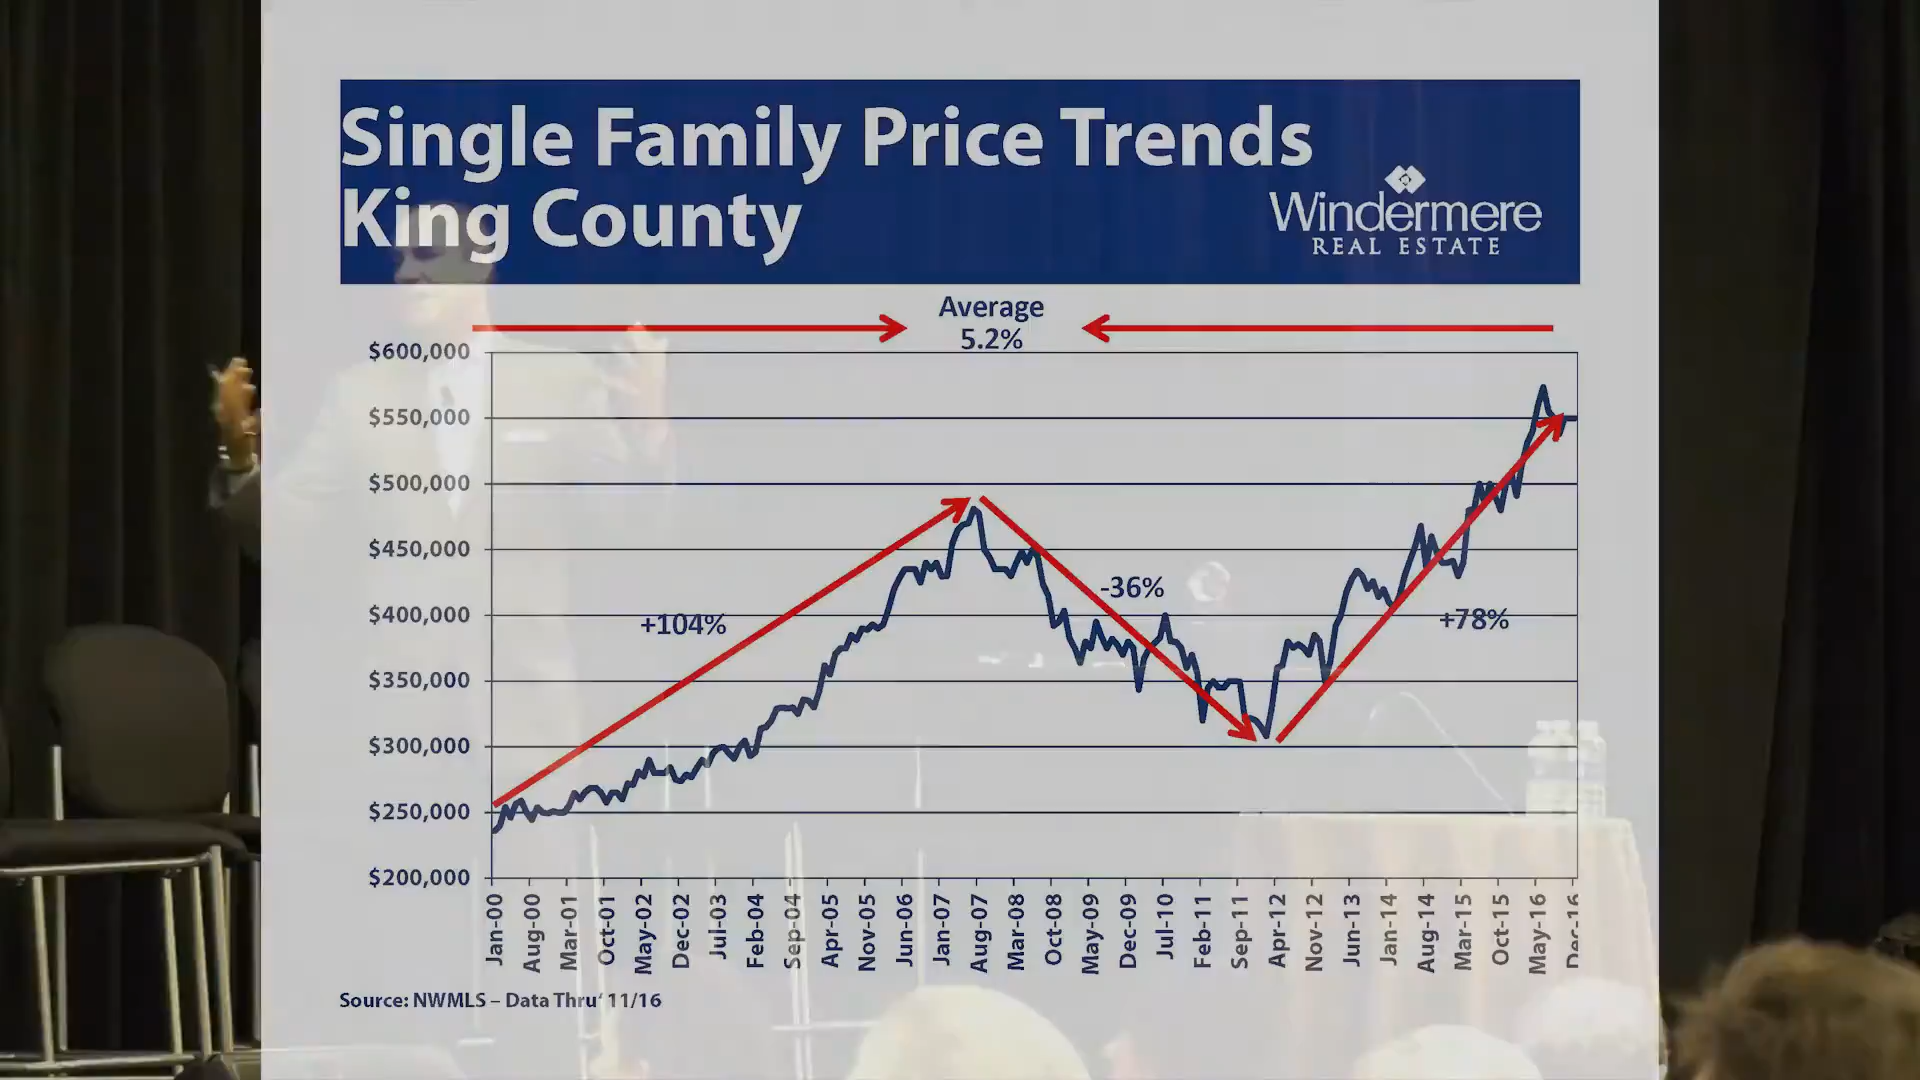 Single Family Price Trends
King County
Windermere
REAL ESTATE
Average
5.2%
$600,000
$550,000
$500,000
$450,000
$400,000
$350,000
$300,000
$250,000
$200,000
+104%
-36%
+78%
Jan-00
Aug-00
Mar-01
Oct-01
May-02
Dec-02
Jul-03
Feb-04
Sep-04
Apr-05
Nov-05
Jun-06
Jan-07
Aug-07
Mar-08
Oct-08
May-09
Dec-09
Jul-10
Feb-11
Sep-11
Apr-12
Nov-12
Jun-13
Jan-14
Aug-14
Mar-15
Oct-15
May-16
Dec-16
Source: NWMLS – Data Thru' 11/16